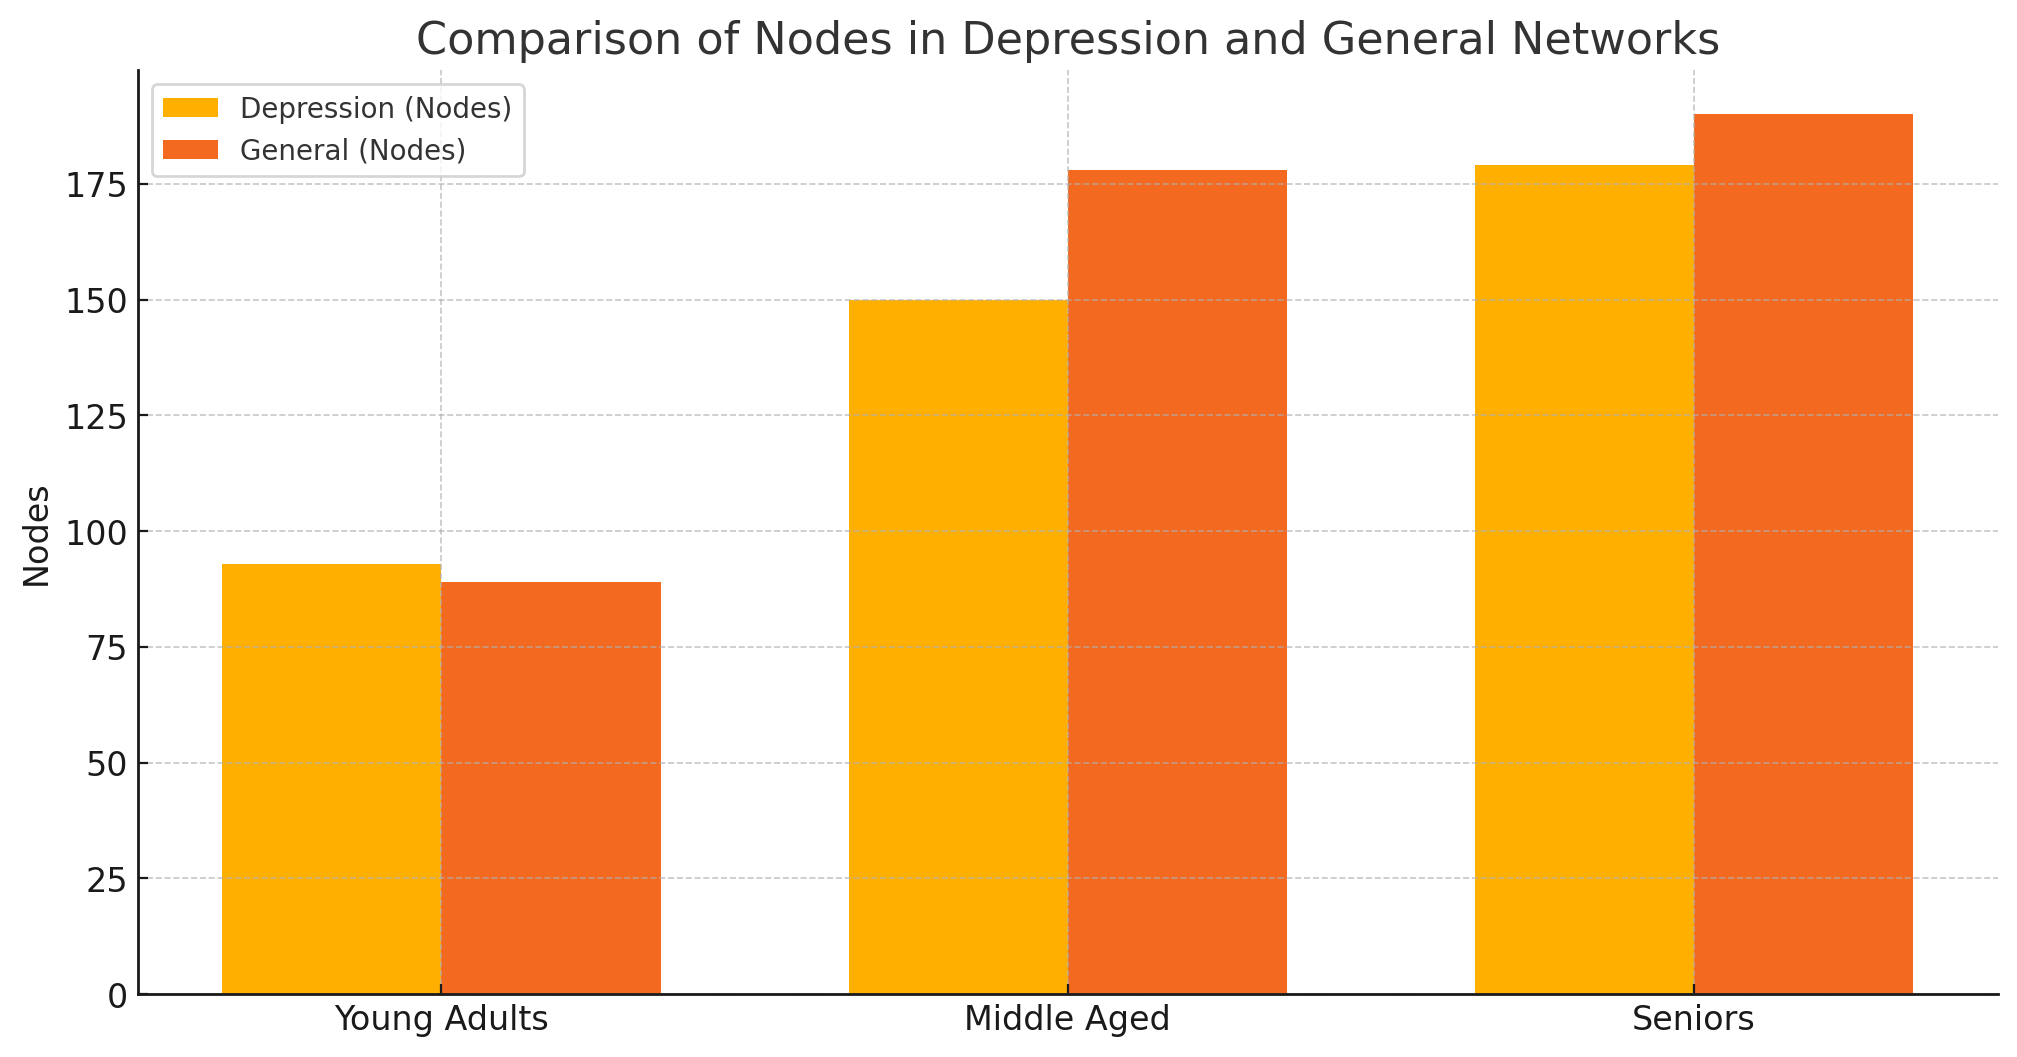 Comparison of Nodes in Depression and General Networks
Depression (Nodes)
General (Nodes)
Nodes
175
150
125
100
75
50
25
0
Young Adults
Middle Aged
Seniors